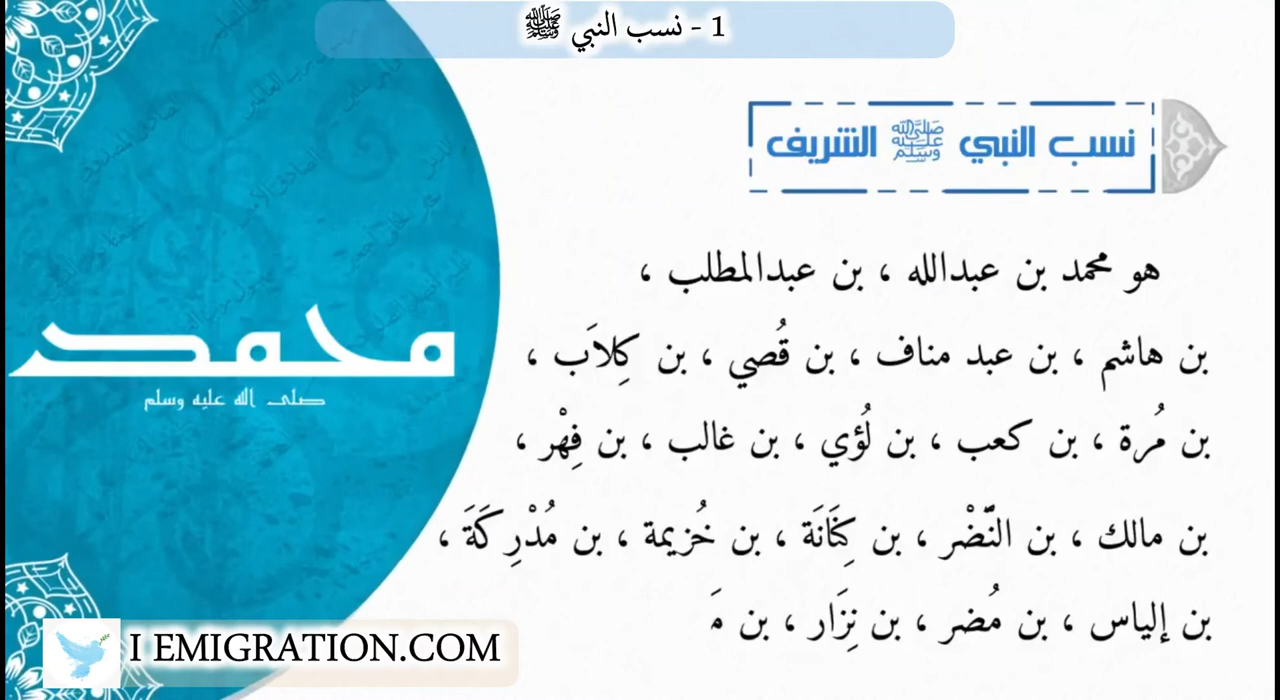 1 - نسب النبي ﷺ
نسب النبي ﷺ الشريف
هو محمد بن عبدالله ، بن عبدالمطلب ،
بن هاشم ، بن عبد مناف ، بن قُصي ، بن كِلاَب ،
بن مُرة ، بن كعب ، بن لُؤي ، بن غالب ، بن فِهْر ،
بن مالك ، بن النَّضْر ، بن كِنَانَة ، بن خُزيمة ، بن مُدْرِكَةَ ،
بن إلياس ، بن مُضر ، بن نِزَار ، بن مَ
محمد
صلى الله عليه وسلم
I EMIGRATION.COM